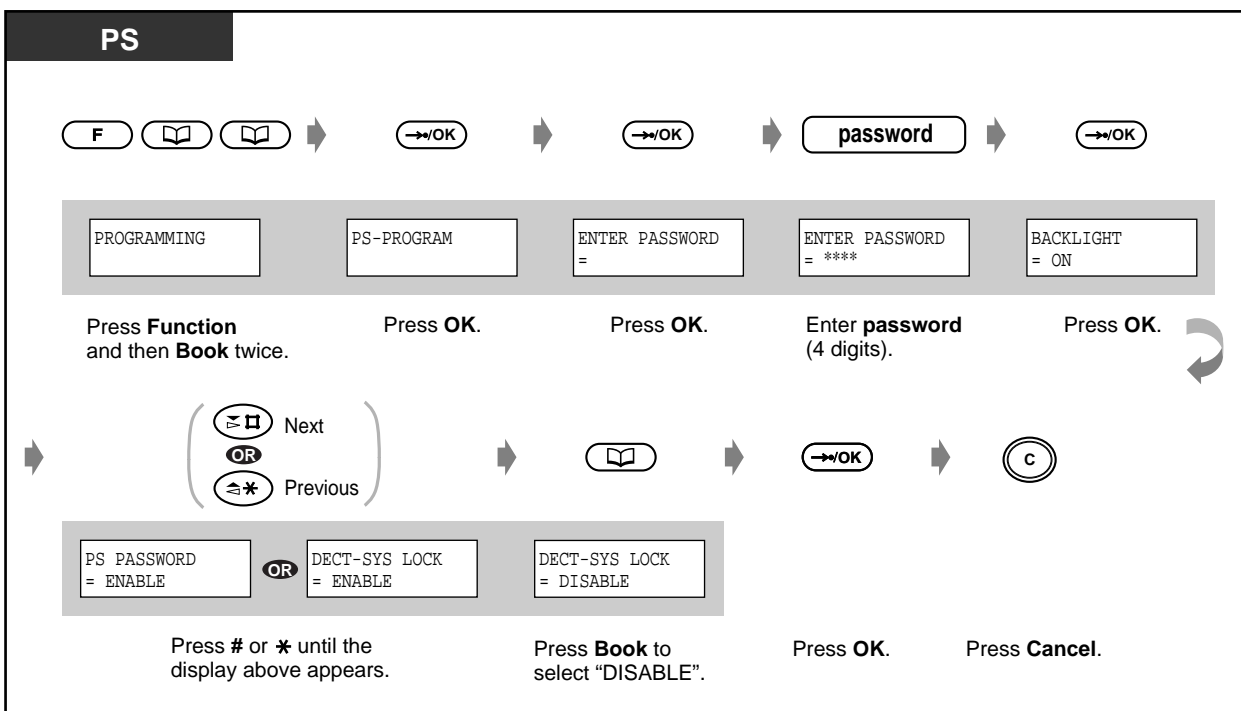 PS
F →•/OK →•/OK password →•/OK
PROGRAMMING PS-PROGRAM ENTER PASSWORD ENTER PASSWORD BACKLIGHT
= = **** = ON
Press Function Press OK. Press OK. Enter password Press OK.
and then Book twice. (4 digits).
# Next
OR →•/OK C
* Previous
PS PASSWORD OR DECT-SYS LOCK DECT-SYS LOCK
= ENABLE = ENABLE = DISABLE
Press # or * until the Press Book to Press OK. Press Cancel.
display above appears. select “DISABLE”.